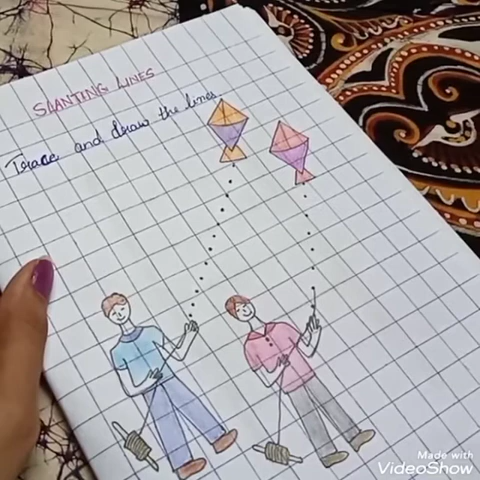 SLANTING LINES
Trace and draw the lines.
Made with
VideoShow